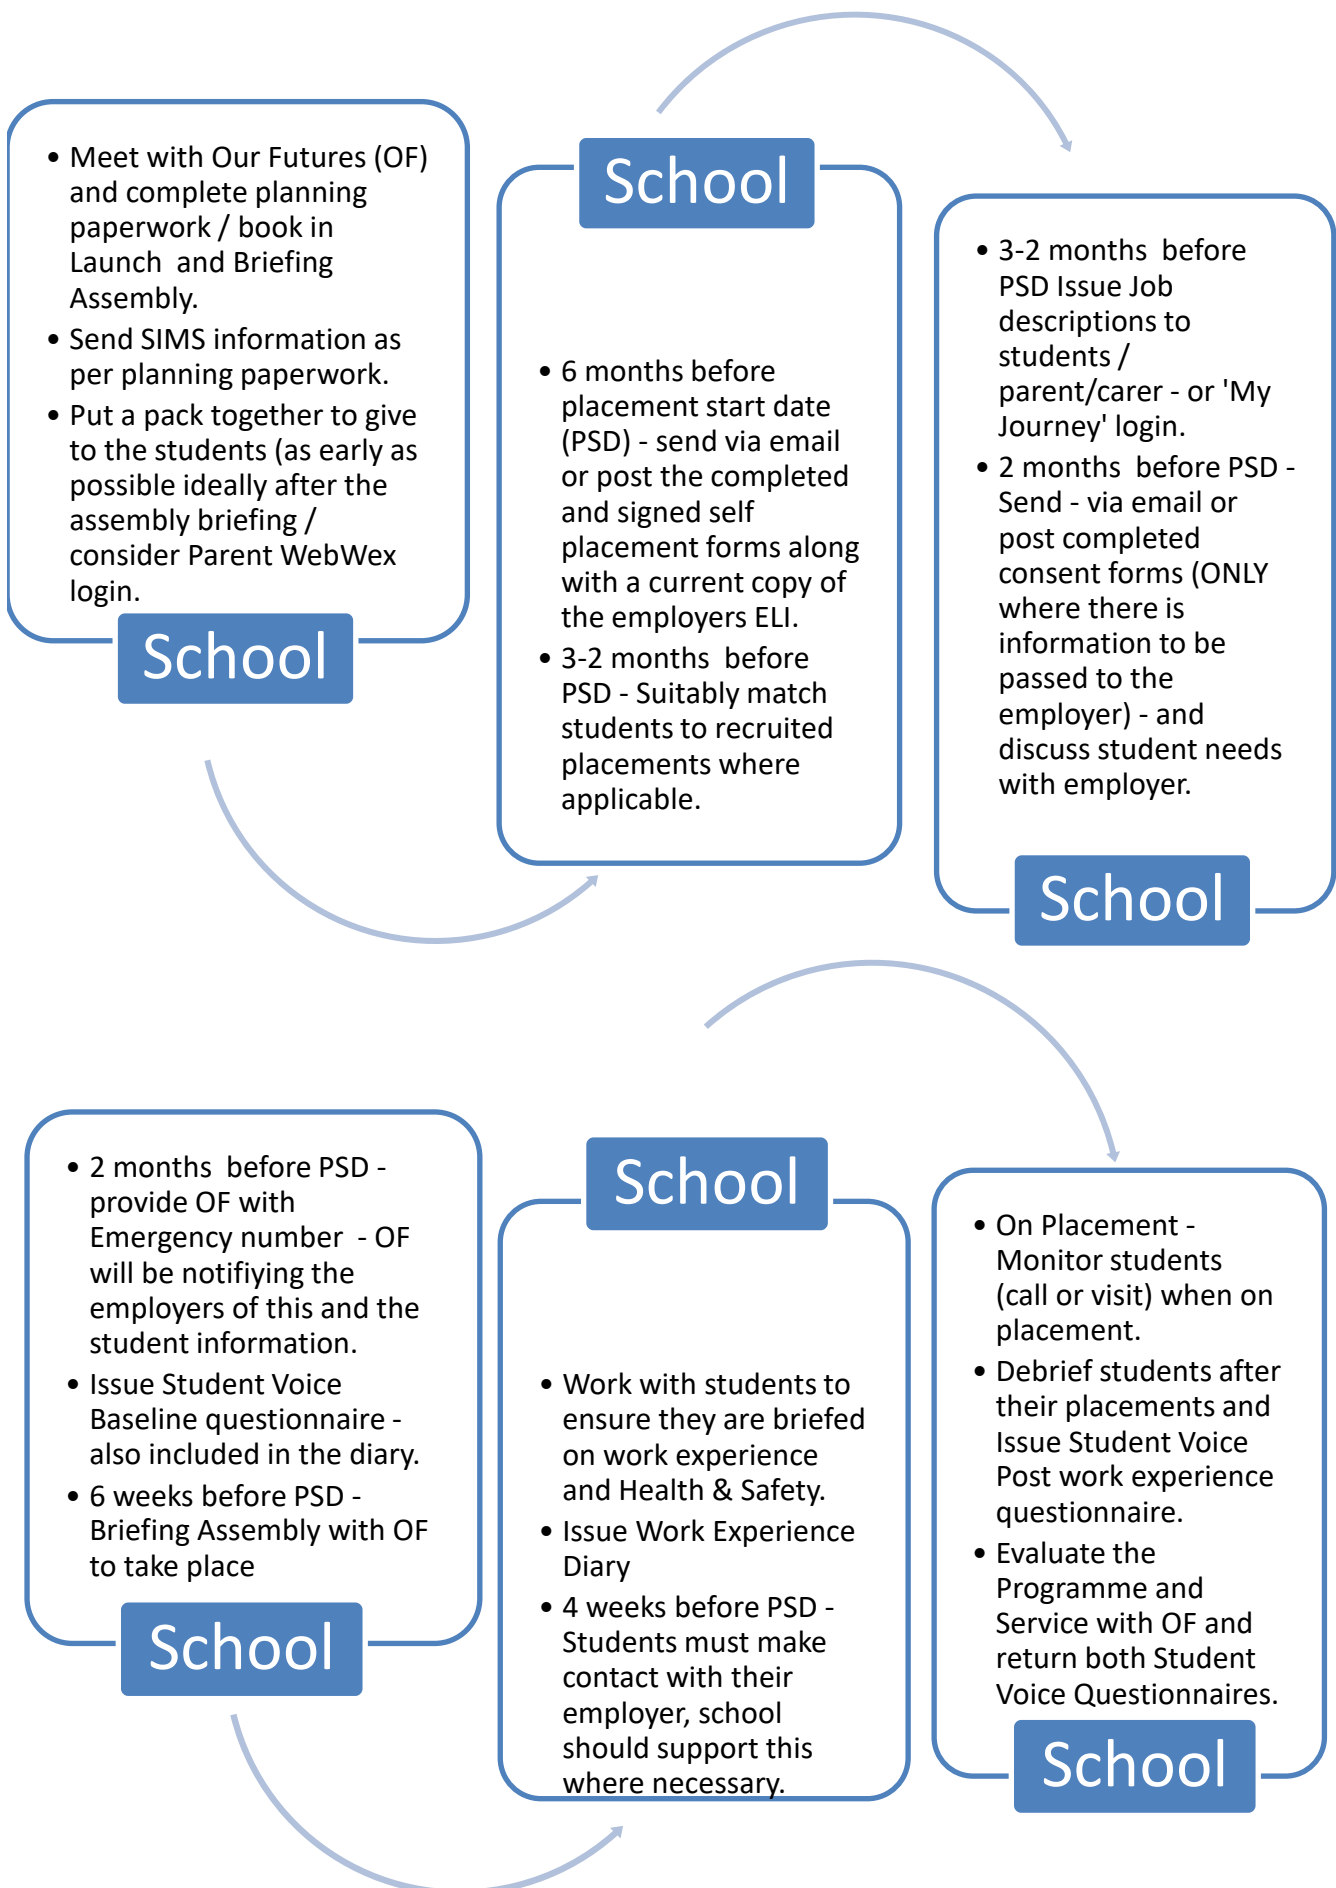 • Meet with Our Futures (OF)
and complete planning
paperwork / book in
Launch  and Briefing
Assembly.
• Send SIMS information as
per planning paperwork.
• Put a pack together to give
to the students (as early as
possible ideally after the
assembly briefing /
consider Parent WebWex
login.
School
School
• 6 months before
placement start date
(PSD) - send via email
or post the completed
and signed self
placement forms along
with a current copy of
the employers ELI.
• 3-2 months  before
PSD - Suitably match
students to recruited
placements where
applicable.
• 3-2 months  before
PSD Issue Job
descriptions to
students /
parent/carer - or 'My
Journey' login.
• 2 months  before PSD -
Send - via email or
post completed
consent forms (ONLY
where there is
information to be
passed to the
employer) - and
discuss student needs
with employer.
School
• 2 months  before PSD -
provide OF with
Emergency number  - OF
will be notifiying the
employers of this and the
student information.
• Issue Student Voice
Baseline questionnaire -
also included in the diary.
• 6 weeks before PSD -
Briefing Assembly with OF
to take place
School
School
• Work with students to
ensure they are briefed
on work experience
and Health & Safety.
• Issue Work Experience
Diary
• 4 weeks before PSD -
Students must make
contact with their
employer, school
should support this
where necessary.
• On Placement -
Monitor students
(call or visit) when on
placement.
• Debrief students after
their placements and
Issue Student Voice
Post work experience
questionnaire.
• Evaluate the
Programme and
Service with OF and
return both Student
Voice Questionnaires.
School